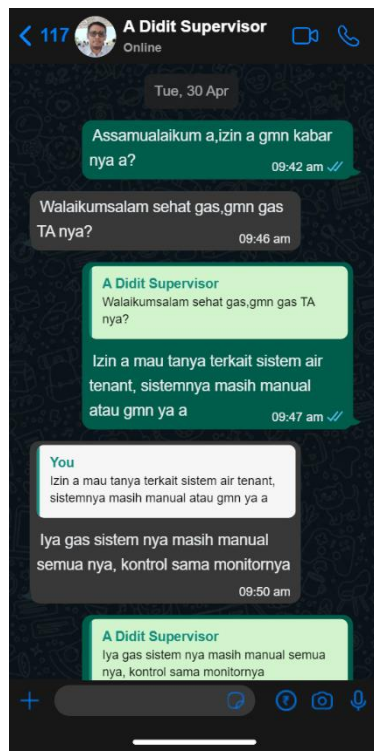 117
A Didit Supervisor
Online
Tue, 30 Apr
Assamualaikum a,izin a gmn kabar
nya a?
09:42 am
Walaikumsalam sehat gas,gmn gas
TA nya?
09:46 am
A Didit Supervisor
Walaikumsalam sehat gas,gmn gas TA
nya?
Izin a mau tanya terkait sistem air
tenant, sistemnya masih manual
atau gmn ya a
09:47 am
You
Izin a mau tanya terkait sistem air tenant,
sistemnya masih manual atau gmn ya a
Iya gas sistem nya masih manual
semua nya, kontrol sama monitornya
09:50 am
A Didit Supervisor
Iya gas sistem nya masih manual semua
nya, kontrol sama monitornya